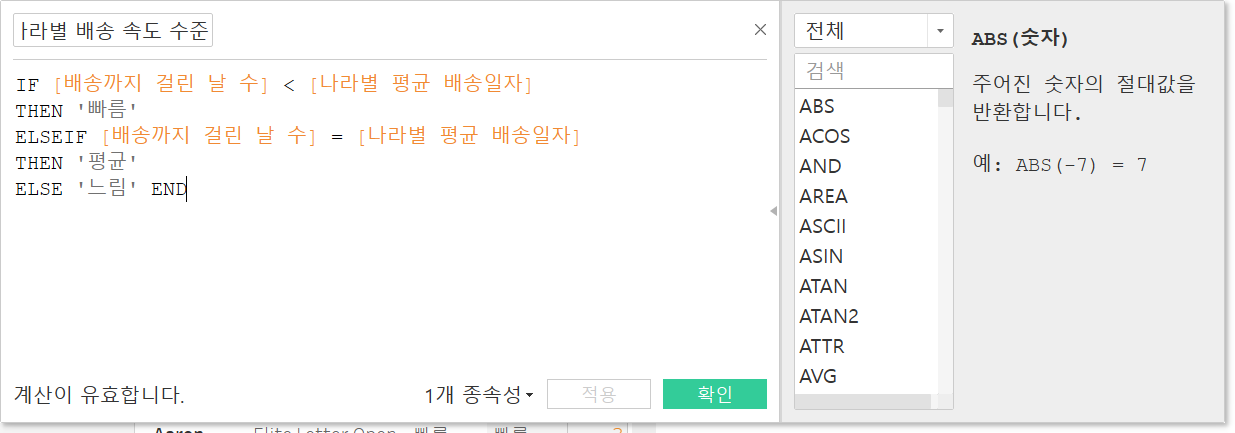 나라별 배송 속도 수준
IF [배송까지 걸린 날 수] < [나라별 평균 배송일자]
THEN '빠름'
ELSEIF [배송까지 걸린 날 수] = [나라별 평균 배송일자]
THEN '평균'
ELSE '느림' END
계산이 유효합니다.
1개 종속성
적용
확인
전체
검색
ABS
ACOS
AND
AREA
ASCII
ASIN
ATAN
ATAN2
ATTR
AVG
ABS(숫자)
주어진 숫자의 절대값을
반환합니다.
예: ABS(-7) = 7